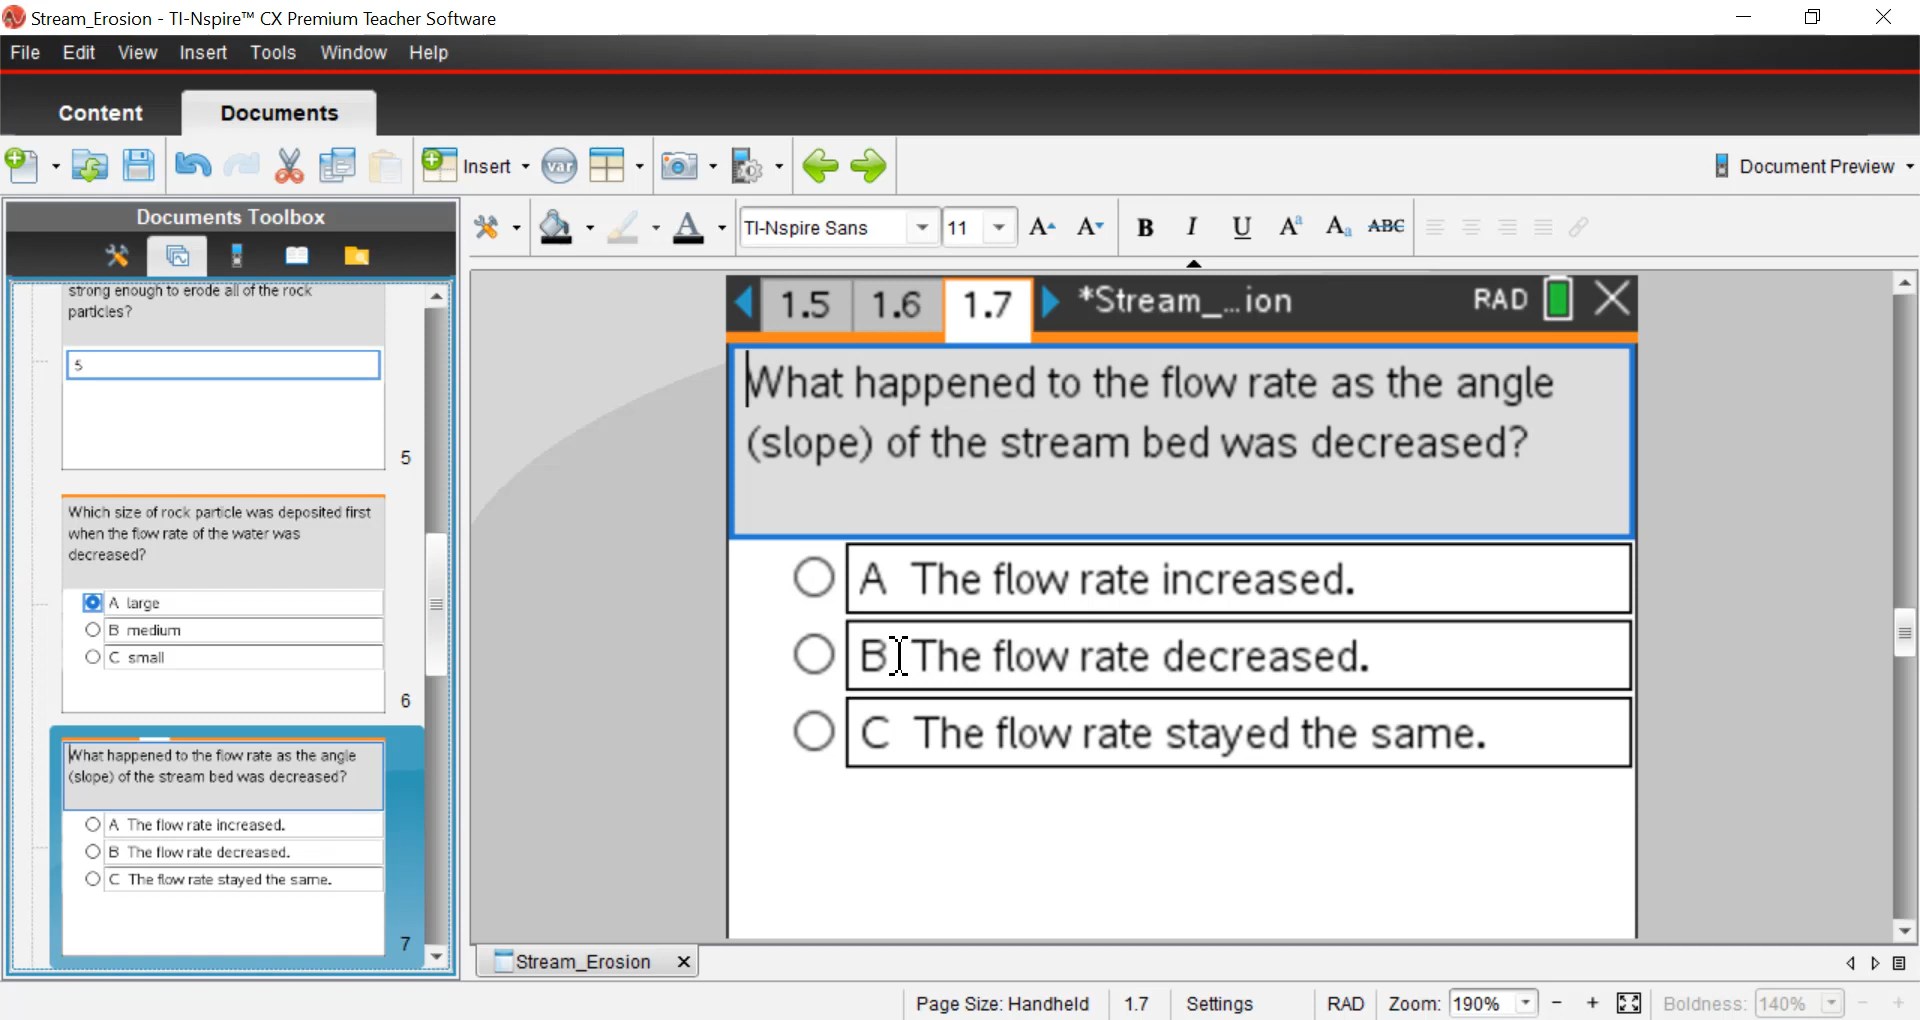 Stream_Erosion - TI-Nspire™ CX Premium Teacher Software
File Edit View Insert Tools Window Help
Content Documents
Insert var Document Preview
Documents Toolbox
TI-Nspire Sans 11 A A B I U Aa Aa ABC
strong enough to erode all of the rock
particles?
5
5
Which size of rock particle was deposited first
when the flow rate of the water was
decreased?
A large
B medium
C small
6
What happened to the flow rate as the angle
(slope) of the stream bed was decreased?
A The flow rate increased.
B The flow rate decreased.
C The flow rate stayed the same.
7
1.5 1.6 1.7 *Stream_...ion RAD
What happened to the flow rate as the angle
(slope) of the stream bed was decreased?
A The flow rate increased.
B The flow rate decreased.
C The flow rate stayed the same.
Stream_Erosion
Page Size: Handheld 1.7 Settings RAD Zoom: 190% Boldness: 140%